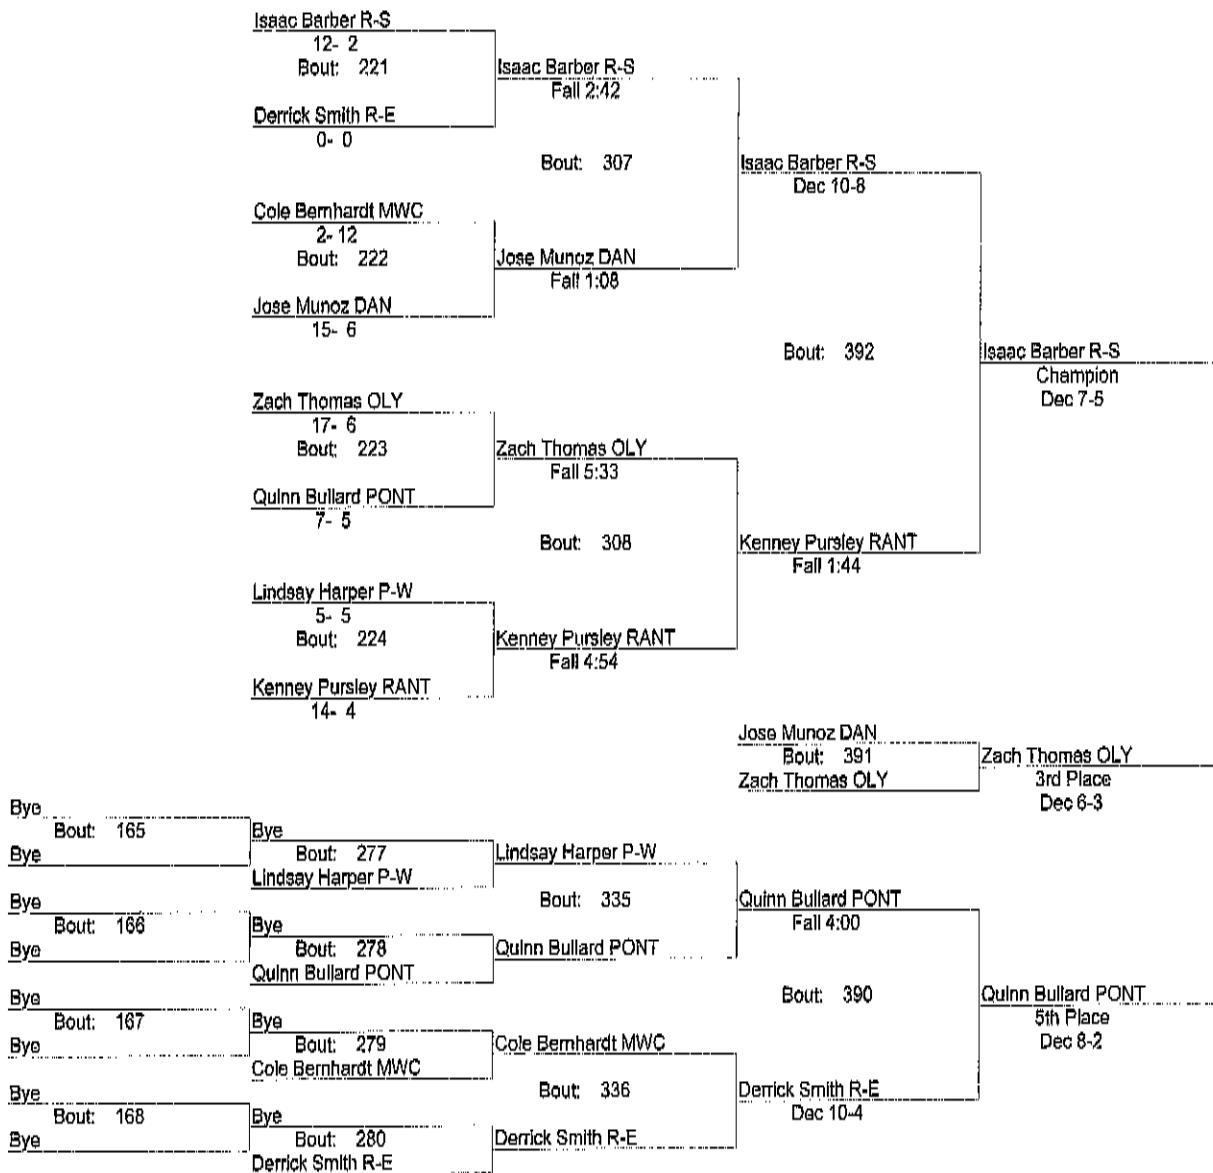 Isaac Barber R-S
12- 2
Bout: 221
Isaac Barber R-S
Fall 2:42
Derrick Smith R-E
0- 0
Bout: 307
Isaac Barber R-S
Dec 10-8
Cole Bernhardt MWC
2- 12
Bout: 222
Jose Munoz DAN
Fall 1:08
Jose Munoz DAN
15- 6
Bout: 392
Isaac Barber R-S
Champion
Dec 7-5
Zach Thomas OLY
17- 6
Bout: 223
Zach Thomas OLY
Fall 5:33
Quinn Bullard PONT
7- 5
Bout: 308
Kenney Pursley RANT
Fall 1:44
Lindsay Harper P-W
5- 5
Bout: 224
Kenney Pursley RANT
Fall 4:54
Kenney Pursley RANT
14- 4
Jose Munoz DAN
Bout: 391
Zach Thomas OLY
Zach Thomas OLY
3rd Place
Dec 6-3
Bye
Bout: 165
Bye
Bye
Bout: 277
Lindsay Harper P-W
Lindsay Harper P-W
Bout: 335
Quinn Bullard PONT
Fall 4:00
Bye
Bout: 166
Bye
Bye
Bout: 278
Quinn Bullard PONT
Quinn Bullard PONT
Bout: 390
Quinn Bullard PONT
5th Place
Dec 8-2
Bye
Bout: 167
Bye
Bye
Bout: 279
Cole Bernhardt MWC
Cole Bernhardt MWC
Bout: 336
Derrick Smith R-E
Dec 10-4
Bye
Bout: 168
Bye
Bye
Bout: 280
Derrick Smith R-E
Derrick Smith R-E